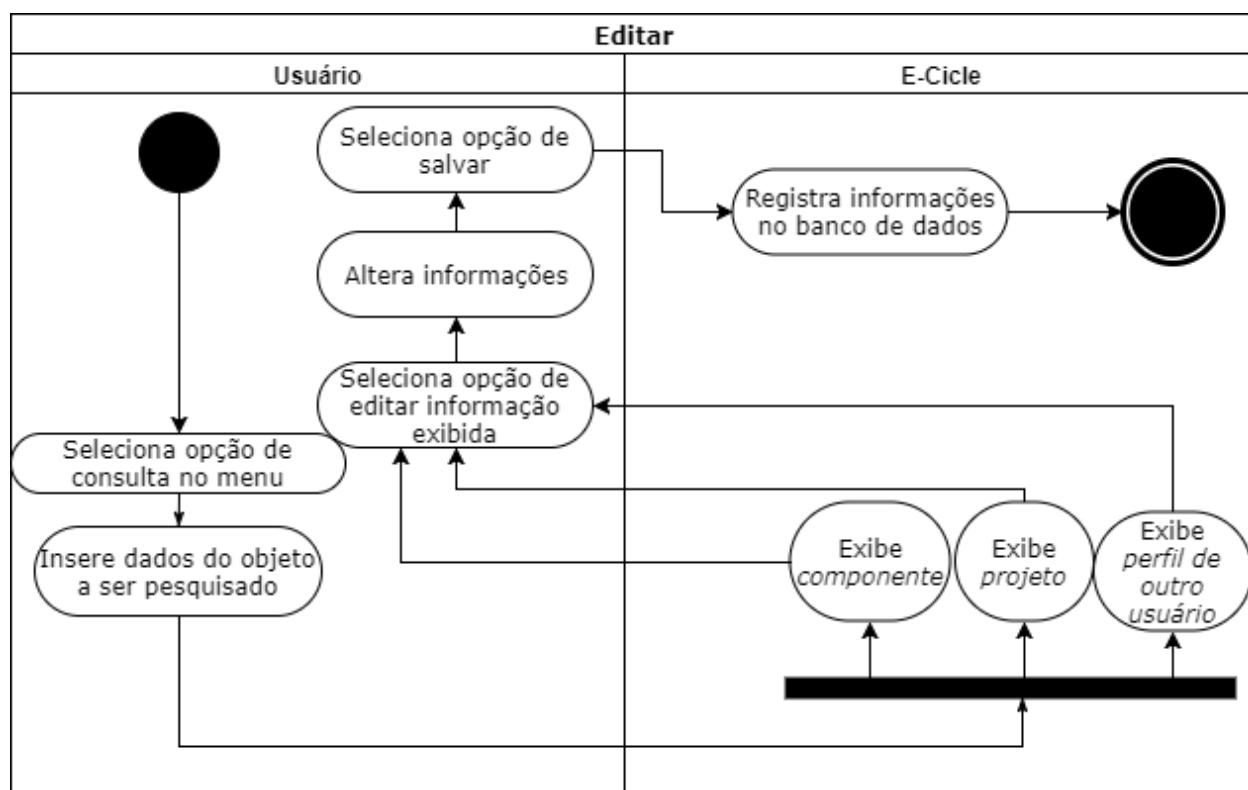 Editar
Usuário
E-Cicle
Seleciona opção de
salvar
Registra informações
no banco de dados
Altera informações
Seleciona opção de
editar informação
exibida
Seleciona opção de
consulta no menu
Insere dados do objeto
a ser pesquisado
Exibe
componente
Exibe
projeto
Exibe
perfil de
outro
usuário